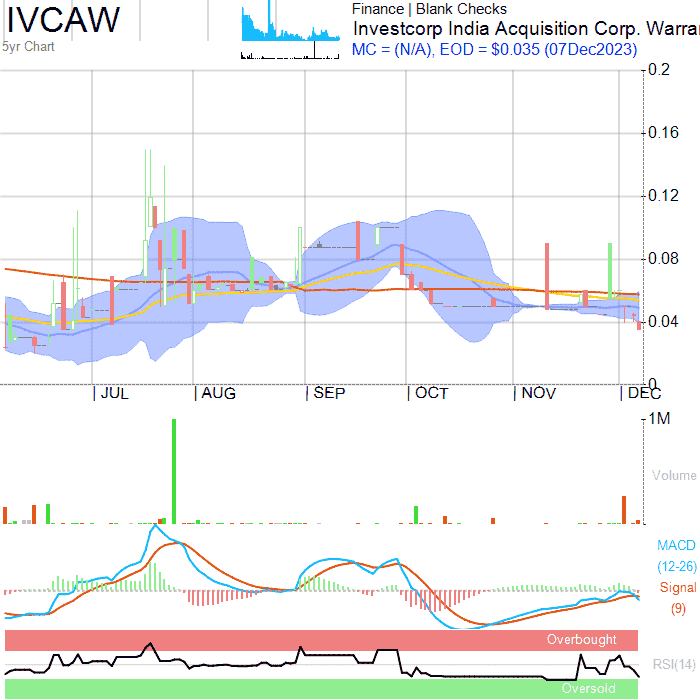 IVCAW
5yr Chart
Finance | Blank Checks
Investcorp India Acquisition Corp. Warra
MC = (N/A), EOD = $0.035 (07Dec2023)
0.2
0.16
0.12
0.08
0.04
0
JUL AUG SEP OCT NOV DEC
1M
Volume
MACD
(12-26)
Signal
(9)
Overbought
RSI(14)
Oversold